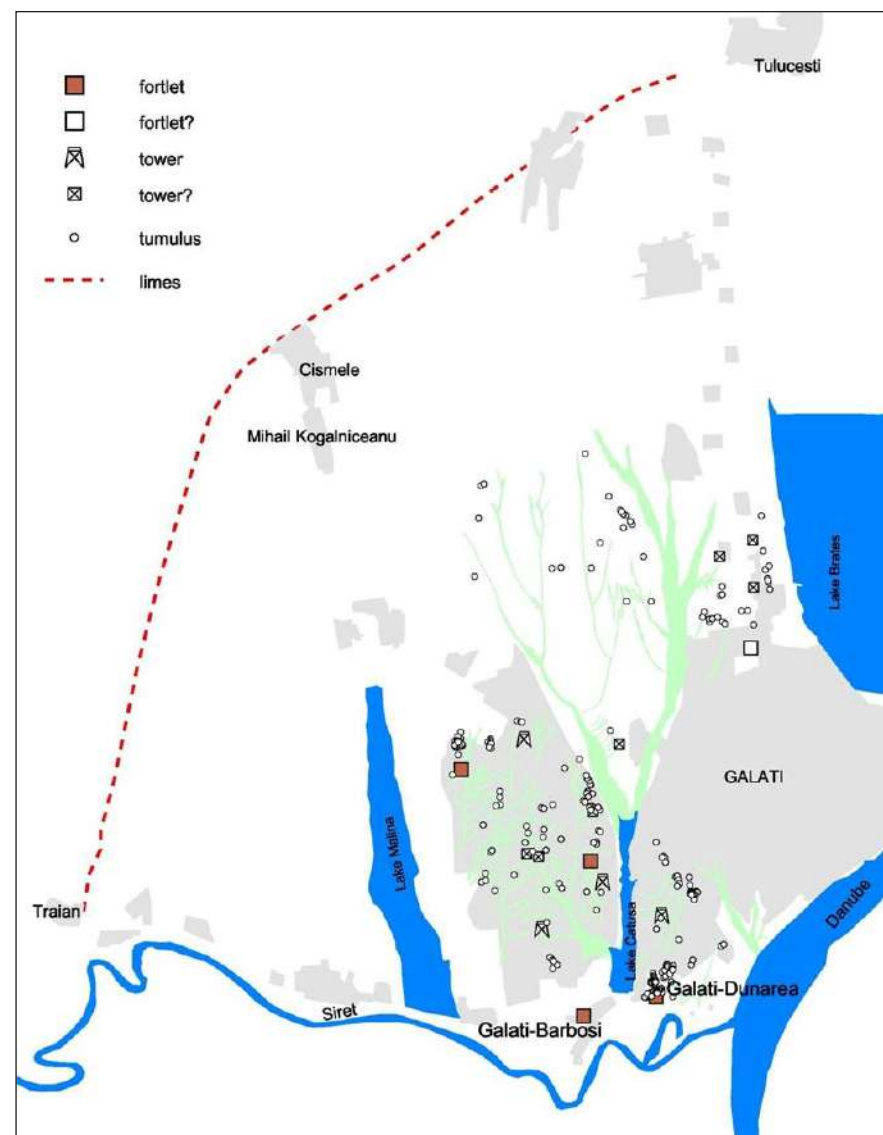 fortlet
fortlet?
tower
tower?
tumulus
limes
Tulucesti
Cismele
Mihail Kogalniceanu
Lake Brates
GALATI
Lake Malina
Traian
Lake Catusa
Danube
Galati-Dunarea
Siret
Galati-Barbosi